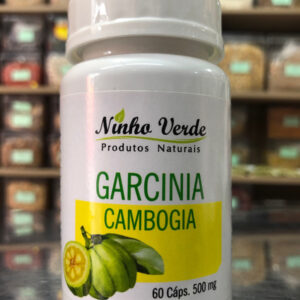 Ninho Verde
Produtos Naturais
GARCINIA
CAMBOGIA
60 Cáps. 500 mg